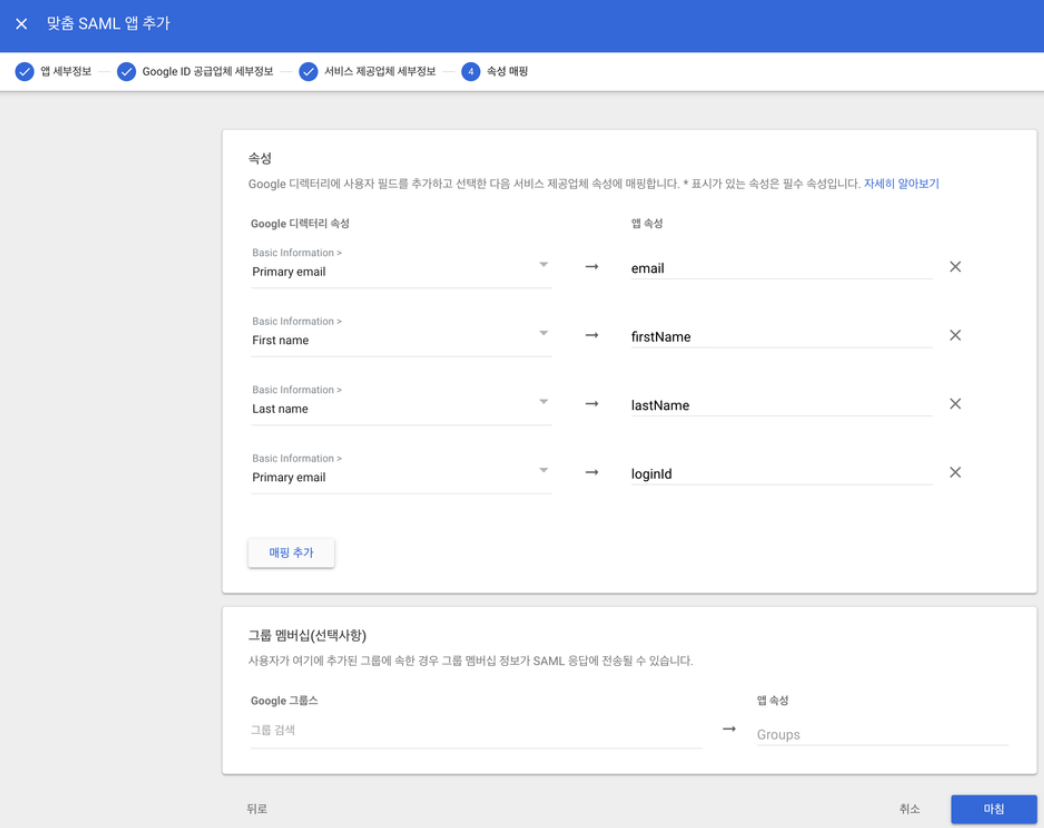 맞춤 SAML 앱 추가
앱 세부정보
Google ID 공급업체 세부정보
서비스 제공업체 세부정보
4 속성 매핑
속성
Google 디렉터리에 사용자 필드를 추가하고 선택한 다음 서비스 제공업체 속성에 매핑합니다. * 표시가 있는 속성은 필수 속성입니다. 자세히 알아보기
Google 디렉터리 속성
앱 속성
Basic Information >
Primary email
→ email
Basic Information >
First name
→ firstName
Basic Information >
Last name
→ lastName
Basic Information >
Primary email
→ loginId
매핑 추가
그룹 멤버십(선택사항)
사용자가 여기에 추가된 그룹에 속한 경우 그룹 멤버십 정보가 SAML 응답에 전송될 수 있습니다.
Google 그룹스
앱 속성
그룹 검색
→ Groups
뒤로
취소
마침